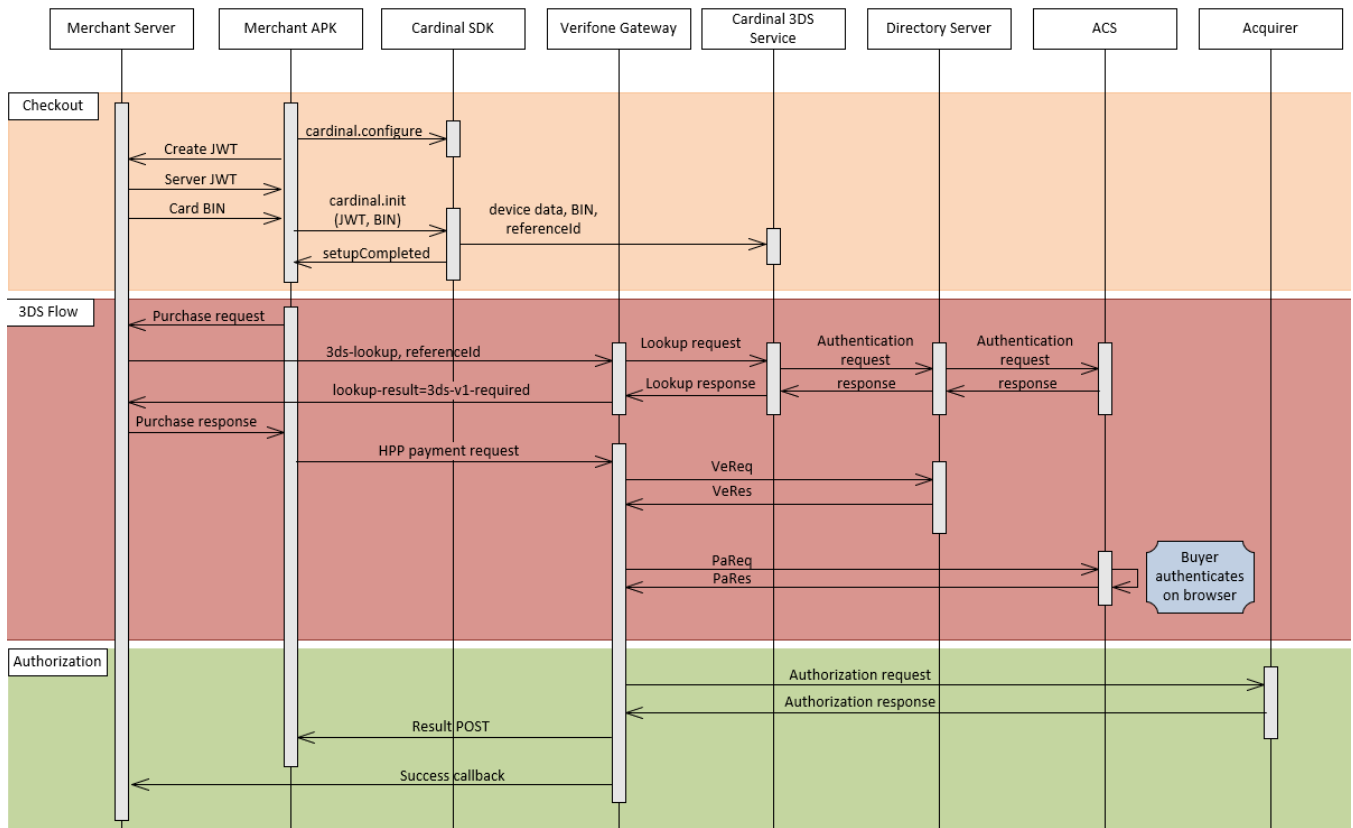 Merchant Server
Merchant APK
Cardinal SDK
Verifone Gateway
Cardinal 3DS
Service
Directory Server
ACS
Acquirer
Checkout
cardinal.configure
Create JWT
Server JWT
Card BIN
cardinal.init
(JWT, BIN)
device data, BIN,
referenceId
setupCompleted
3DS Flow
Purchase request
3ds-lookup, referenceId
Lookup request
Authentication
request
Authentication
request
Lookup response
response
response
lookup-result=3ds-v1-required
Purchase response
HPP payment request
VeReq
VeRes
PaReq
PaRes
Buyer
authenticates
on browser
Authorization
Authorization request
Authorization response
Result POST
Success callback